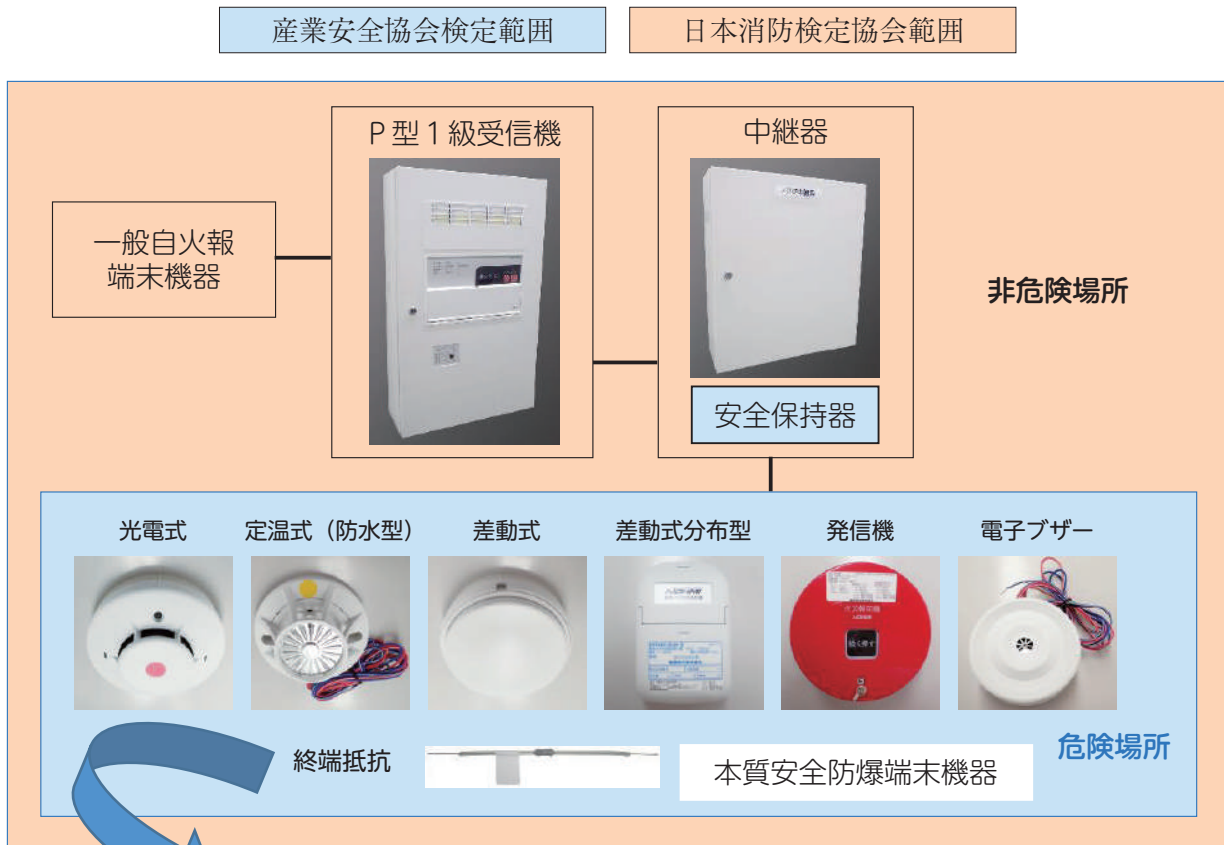 産業安全協会検定範囲
日本消防検定協会範囲
P型1級受信機
中継器
一般自火報
端末機器
非危険場所
安全保持器
光電式
定温式（防水型）
差動式
差動式分布型
発信機
電子ブザー
強く押す
終端抵抗
本質安全防爆端末機器
危険場所